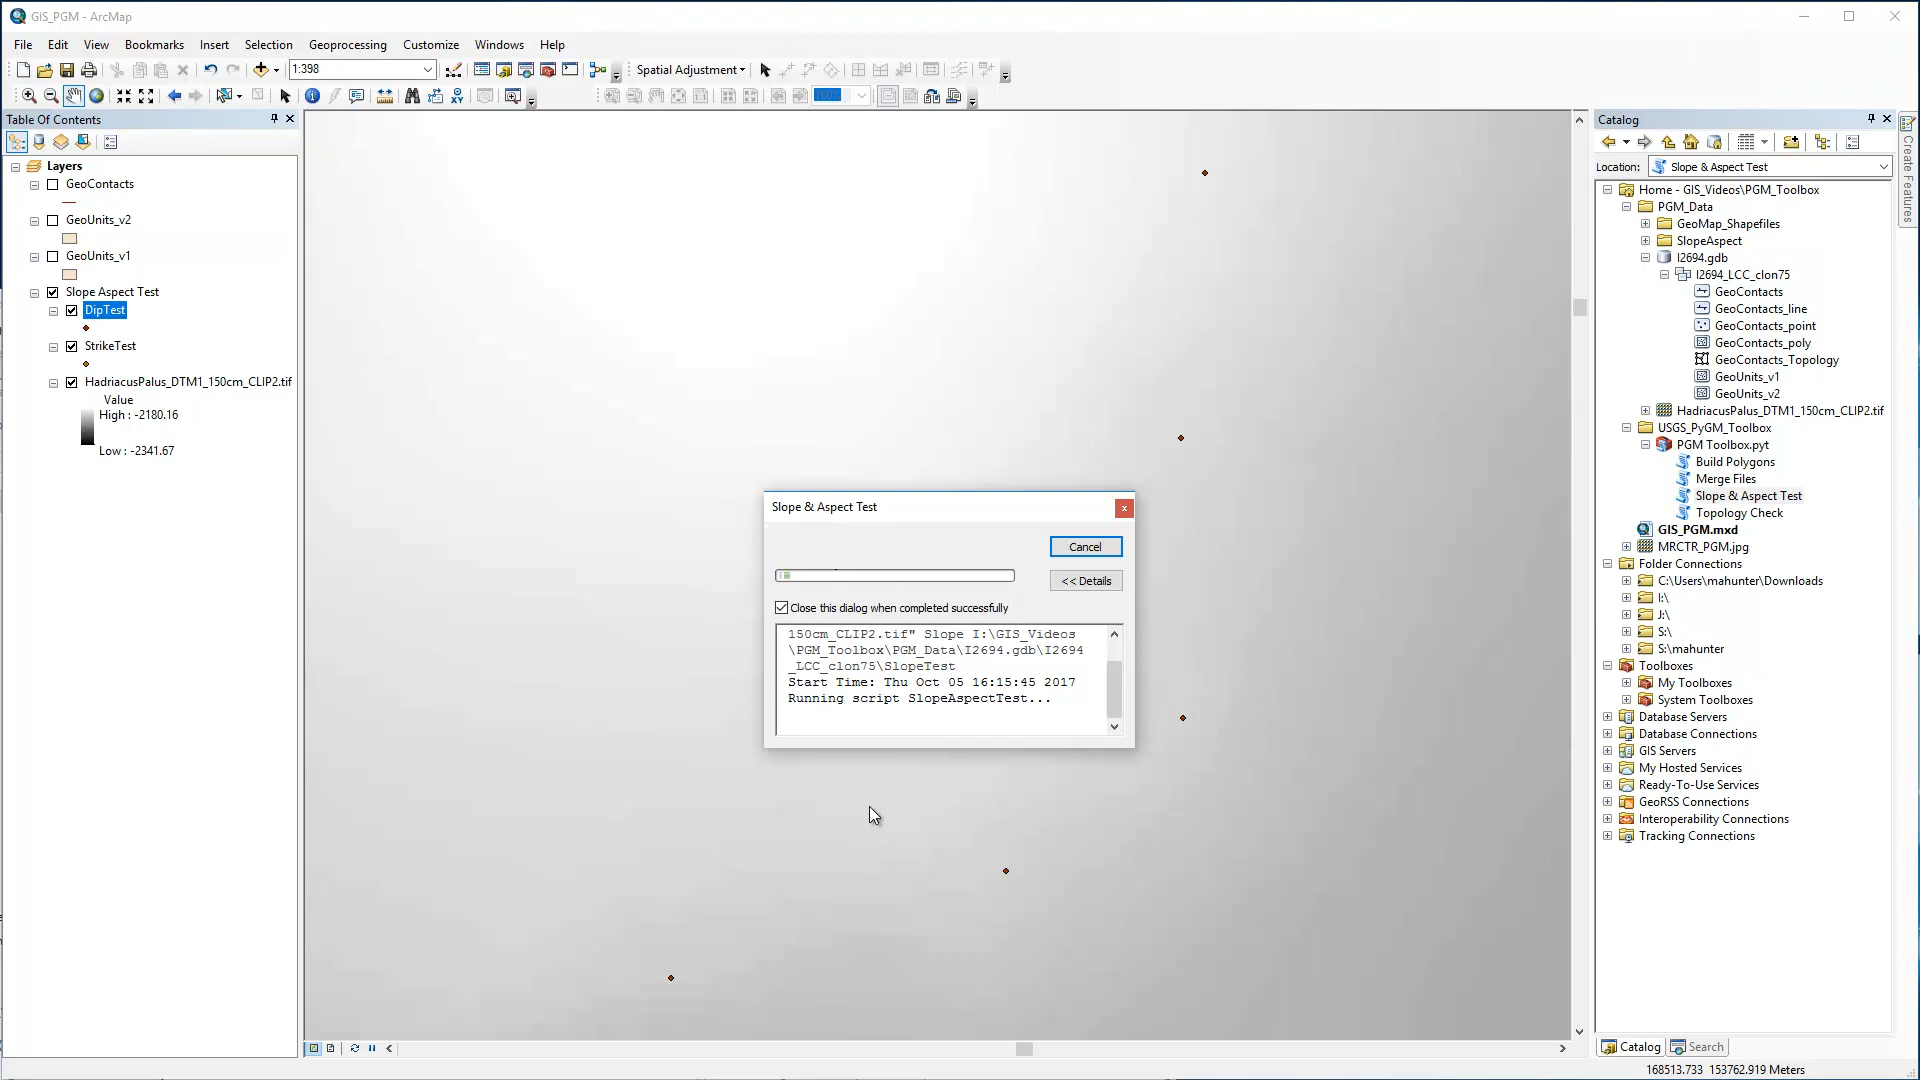 GIS_PGM - ArcMap
File Edit View Bookmarks Insert Selection Geoprocessing Customize Windows Help
1:398
Spatial Adjustment
100%
Table Of Contents
Layers
GeoContacts
GeoUnits_v2
GeoUnits_v1
Slope Aspect Test
DipTest
StrikeTest
HadriacusPalus_DTM1_150cm_CLIP2.tif
Value
High : -2180.16
Low : -2341.67
Slope & Aspect Test
Cancel
<< Details
Close this dialog when completed successfully
150cm_CLIP2.tif" Slope I:\GIS_Videos
\PGM_Toolbox\PGM_Data\I2694.gdb\I2694
_LCC_clon75\SlopeTest
Start Time: Thu Oct 05 16:15:45 2017
Running script SlopeAspectTest...
Catalog
Location: Slope & Aspect Test
Home - GIS_Videos\PGM_Toolbox
PGM_Data
GeoMap_Shapefiles
SlopeAspect
I2694.gdb
I2694_LCC_clon75
GeoContacts
GeoContacts_line
GeoContacts_point
GeoContacts_poly
GeoContacts_Topology
GeoUnits_v1
GeoUnits_v2
HadriacusPalus_DTM1_150cm_CLIP2.tif
USGS_PyGM_Toolbox
PGM Toolbox.pyt
Build Polygons
Merge Files
Slope & Aspect Test
Topology Check
GIS_PGM.mxd
MRCTR_PGM.jpg
Folder Connections
C:\Users\mahunter\Downloads
I:\
J:\
S:\
S:\mahunter
Toolboxes
My Toolboxes
System Toolboxes
Database Servers
Database Connections
GIS Servers
My Hosted Services
Ready-To-Use Services
GeoRSS Connections
Interoperability Connections
Tracking Connections
Catalog Search
Create Features
168513.733 153762.919 Meters